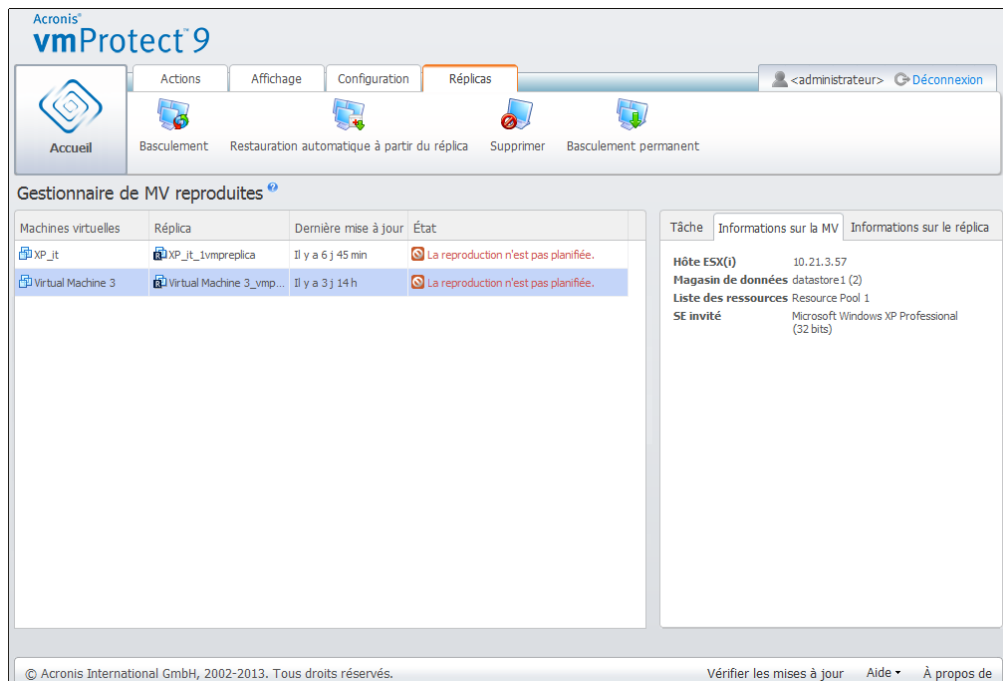 Acronis®
vmProtect™ 9
Actions Affichage Configuration Réplicas
<administrateur> Déconnexion
Accueil
Basculement Restauration automatique à partir du réplica Supprimer Basculement permanent
Gestionnaire de MV reproduites
Machines virtuelles Réplica Dernière mise à jour État
XP_it XP_it_1vmpreplica Il y a 6 j 45 min La reproduction n'est pas planifiée.
Virtual Machine 3 Virtual Machine 3_vmp... Il y a 3 j 14 h La reproduction n'est pas planifiée.
Tâche Informations sur la MV Informations sur le réplica
Hôte ESX(i) 10.21.3.57
Magasin de données datastore1 (2)
Liste des ressources Resource Pool 1
SE invité Microsoft Windows XP Professional
(32 bits)
© Acronis International GmbH, 2002-2013. Tous droits réservés. Vérifier les mises à jour Aide À propos de